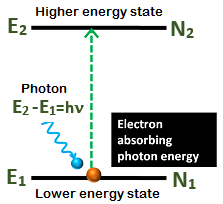 Higher energy state
E₂ N₂
Photon
E₂ -E₁=hν
Electron
absorbing
photon energy
E₁ N₁
Lower energy state